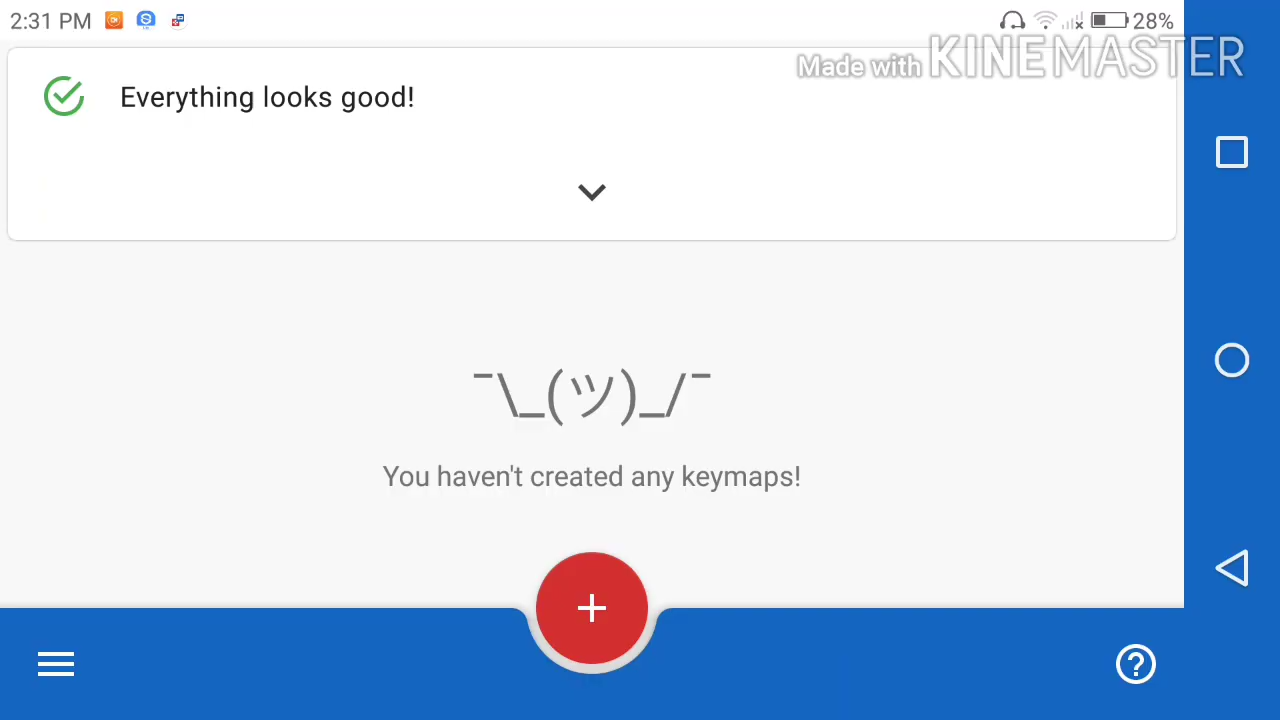 2:31 PM
28%
Made with KINEMASTER
Everything looks good!
¯\_(ツ)_/¯
You haven't created any keymaps!